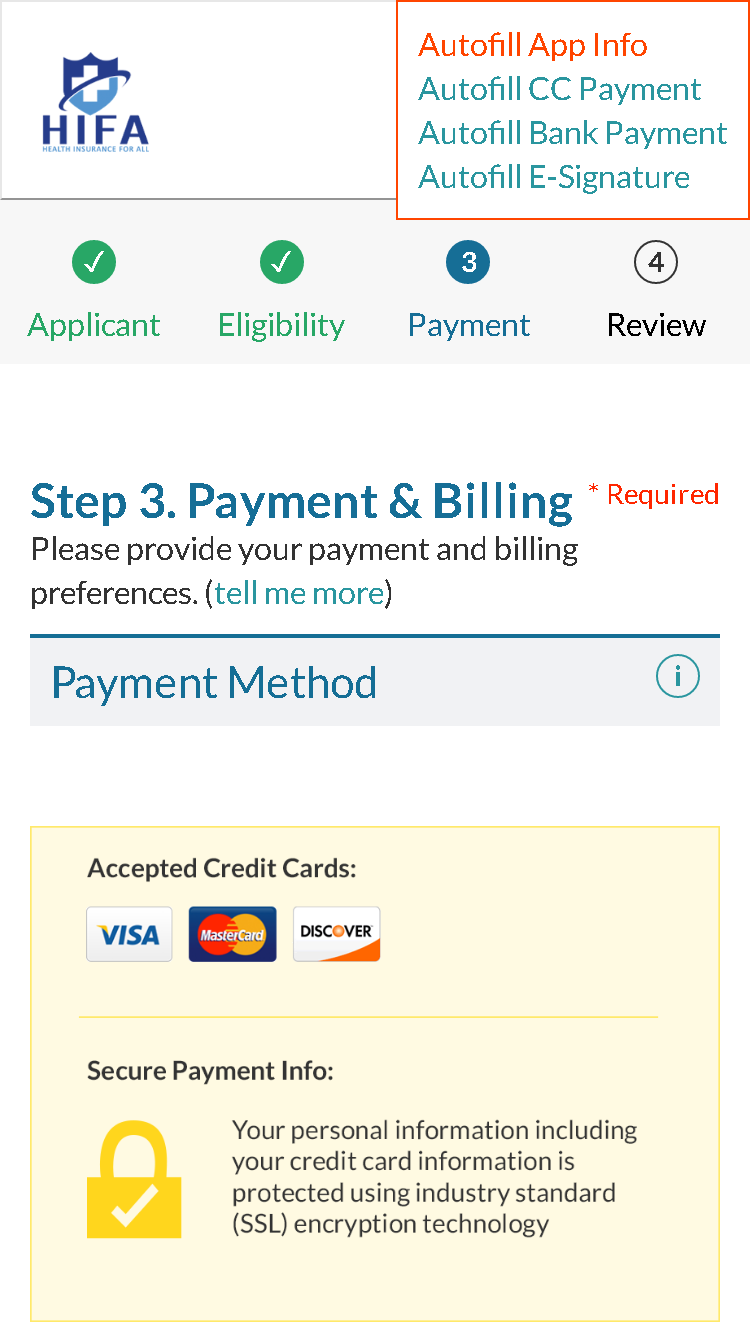 HIFA
HEALTH INSURANCE FOR ALL
Autofill App Info
Autofill CC Payment
Autofill Bank Payment
Autofill E-Signature
✓ ✓ 3 4
Applicant Eligibility Payment Review
Step 3. Payment & Billing * Required
Please provide your payment and billing
preferences. (tell me more)
Payment Method i
Accepted Credit Cards:
VISA MasterCard DISCOVER
Secure Payment Info:
Your personal information including
your credit card information is
protected using industry standard
(SSL) encryption technology